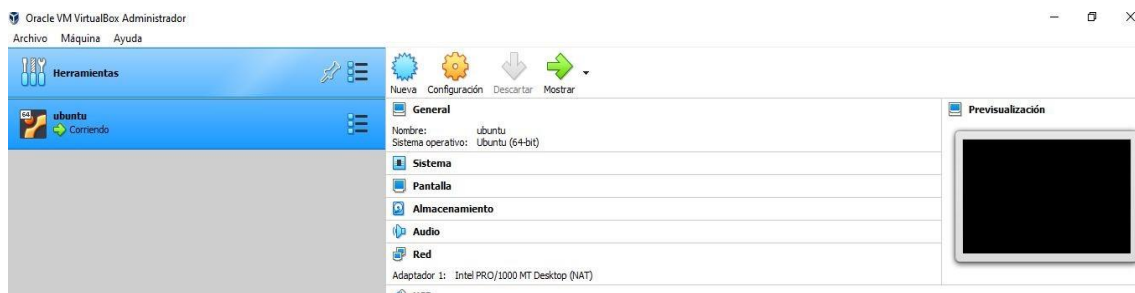 Oracle VM VirtualBox Administrador
Archivo Máquina Ayuda
Herramientas
Nueva Configuración Descartar Mostrar
64 ubuntu
Corriendo
General
Nombre: ubuntu
Sistema operativo: Ubuntu (64-bit)
Sistema
Pantalla
Almacenamiento
Audio
Red
Adaptador 1: Intel PRO/1000 MT Desktop (NAT)
Previsualización